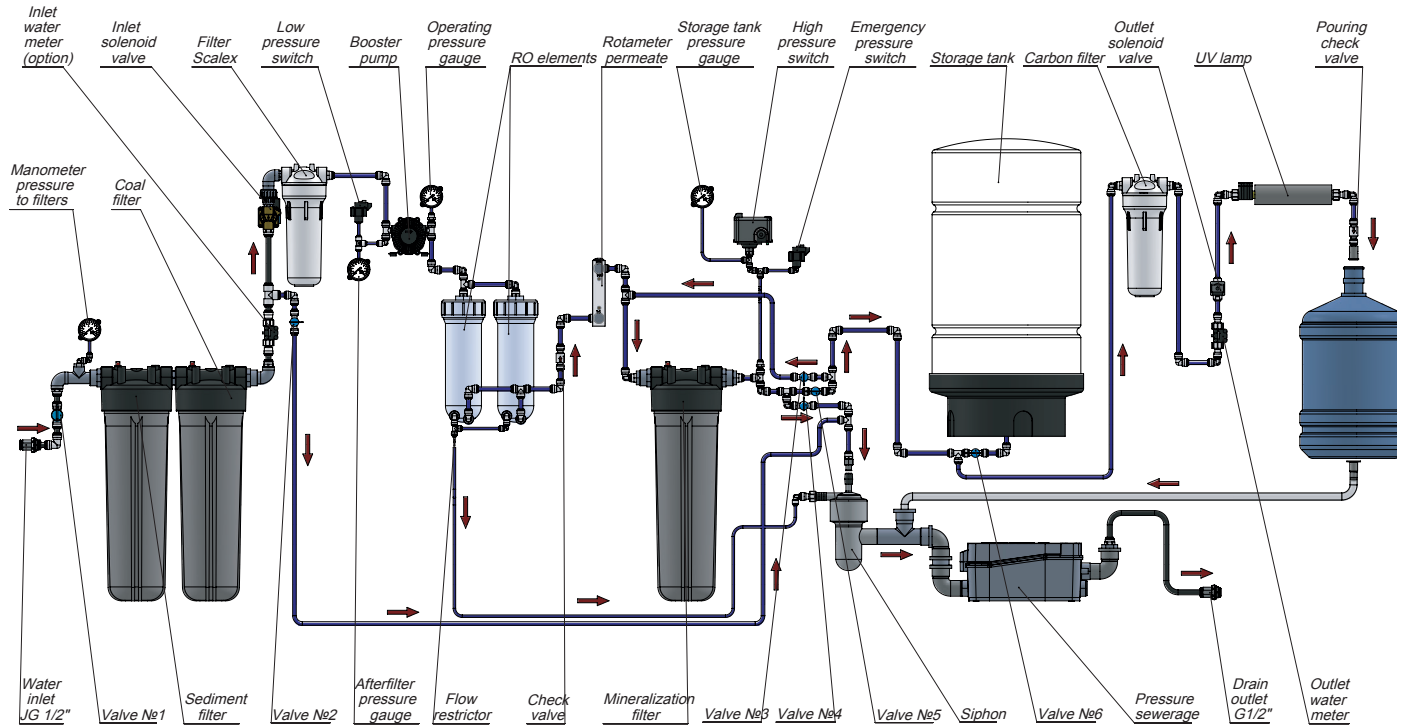 Inlet
water
meter
(option)
Inlet
solenoid
valve
Filter
Scalex
Low
pressure
switch
Booster
pump
Operating
pressure
gauge
RO elements
Rotameter
permeate
Storage tank
pressure
gauge
High
pressure
switch
Emergency
pressure
switch
Storage tank
Carbon filter
Outlet
solenoid
valve
UV lamp
Pouring
check
valve
Manometer
pressure
to filters
Coal
filter
Water
inlet
JG 1/2"
Valve №1
Sediment
filter
Valve №2
Afterfilter
pressure
gauge
Flow
restrictor
Check
valve
Mineralization
filter
Valve №3
Valve №4
Valve №5
Siphon
Valve №6
Pressure
sewerage
Drain
outlet
G1/2"
Outlet
water
meter